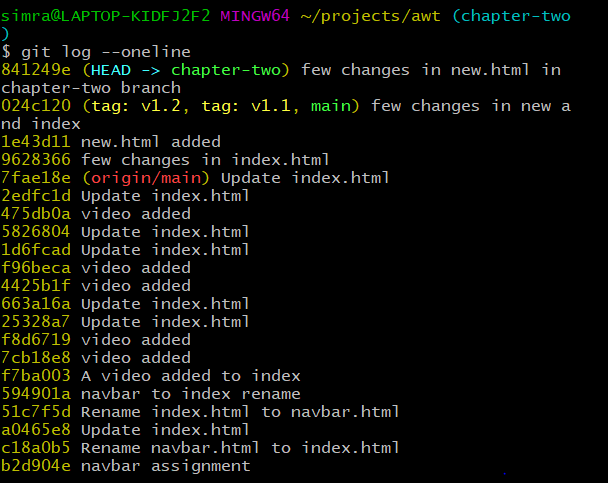 simra@LAPTOP-KIDFJ2F2 MINGW64 ~/projects/awt (chapter-two
)
$ git log --oneline
841249e (HEAD -> chapter-two) few changes in new.html in
chapter-two branch
024c120 (tag: v1.2, tag: v1.1, main) few changes in new a
nd index
1e43d11 new.html added
9628366 few changes in index.html
7fae18e (origin/main) Update index.html
2edfc1d Update index.html
475db0a video added
5826804 Update index.html
1d6fcad Update index.html
f96beca video added
4425b1f video added
663a16a Update index.html
25328a7 Update index.html
f8d6719 video added
7cb18e8 video added
f7ba003 A video added to index
594901a navbar to index rename
51c7f5d Rename index.html to navbar.html
a0465e8 Update index.html
c18a0b5 Rename navbar.html to index.html
b2d904e navbar assignment